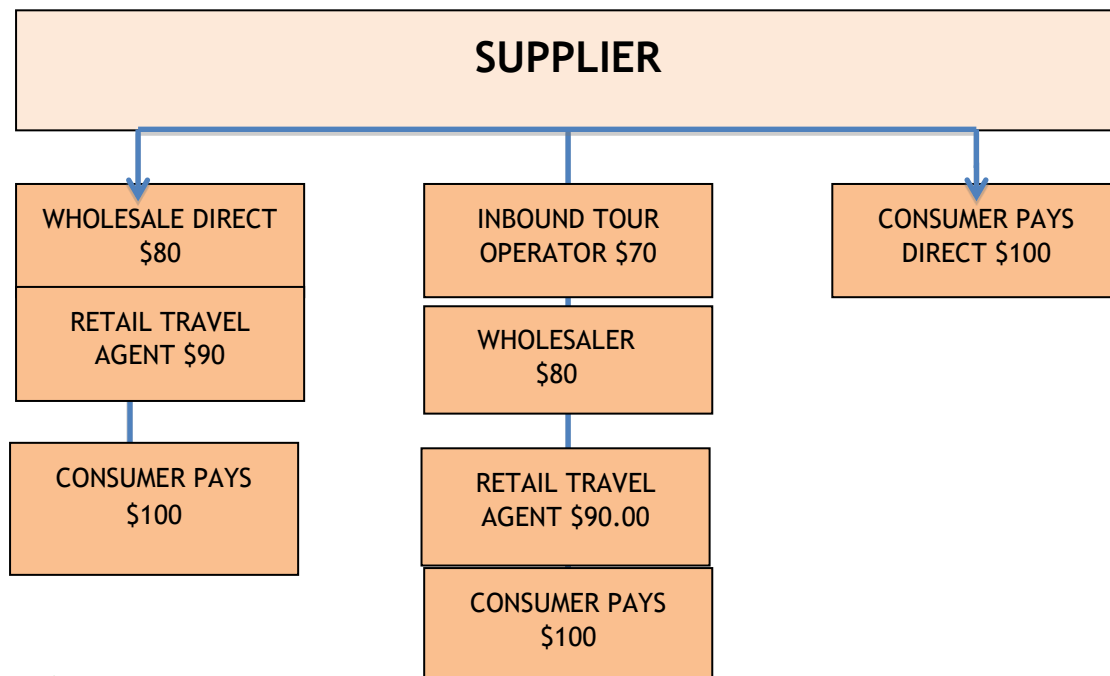 SUPPLIER
WHOLESALE DIRECT
$80
RETAIL TRAVEL
AGENT $90
CONSUMER PAYS
$100
INBOUND TOUR
OPERATOR $70
WHOLESALER
$80
RETAIL TRAVEL
AGENT $90.00
CONSUMER PAYS
$100
CONSUMER PAYS
DIRECT $100